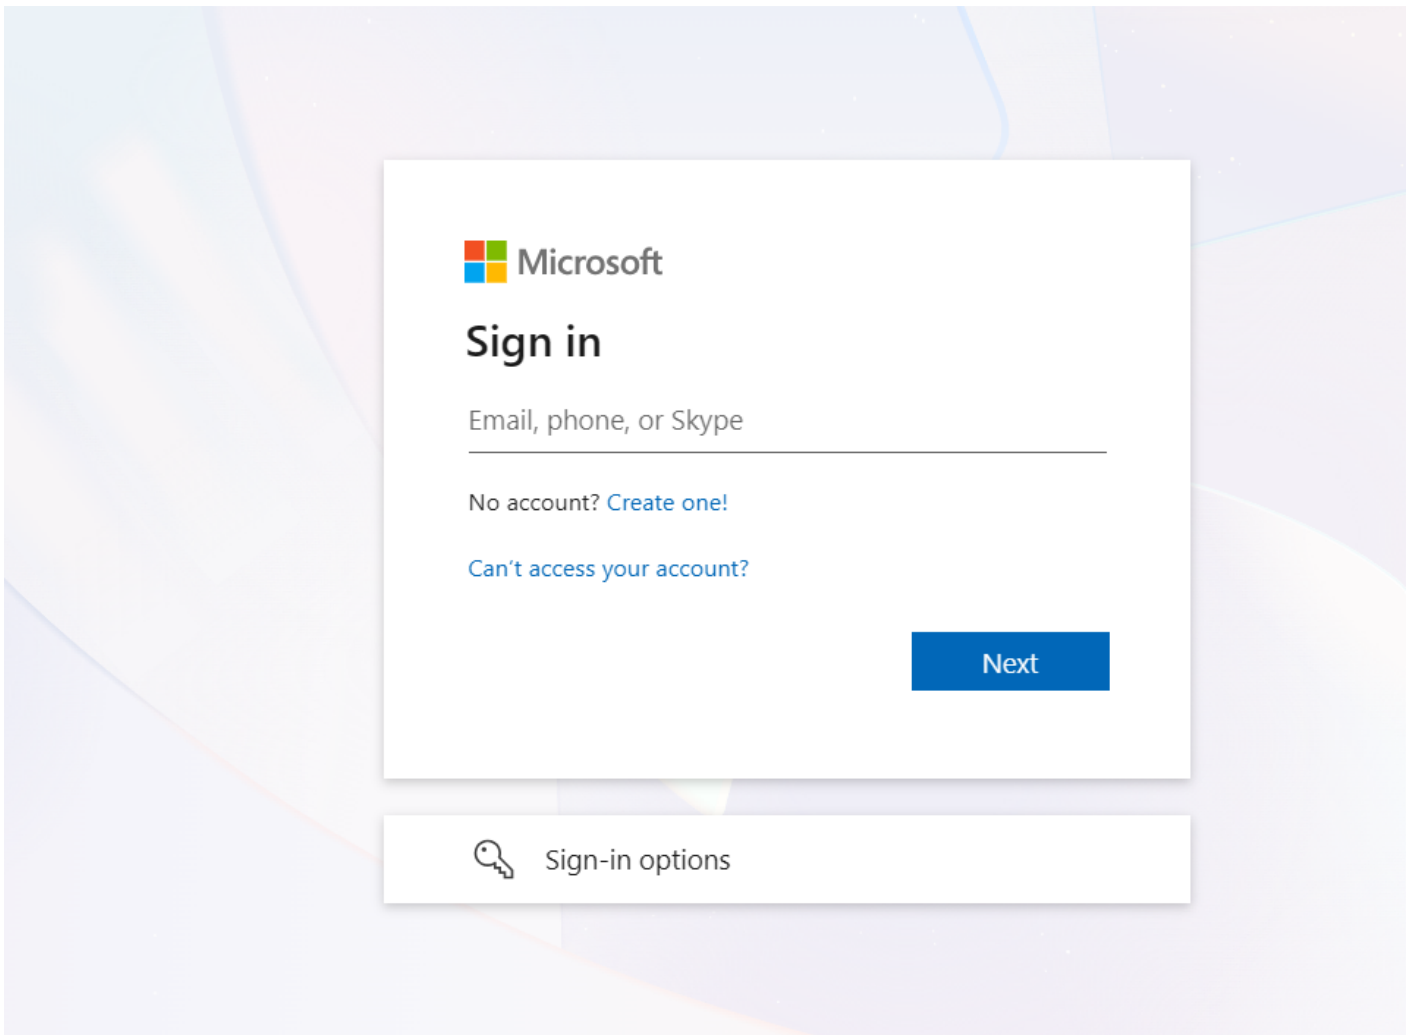 Microsoft
Sign in
Email, phone, or Skype
No account? Create one!
Can't access your account?
Next
Sign-in options